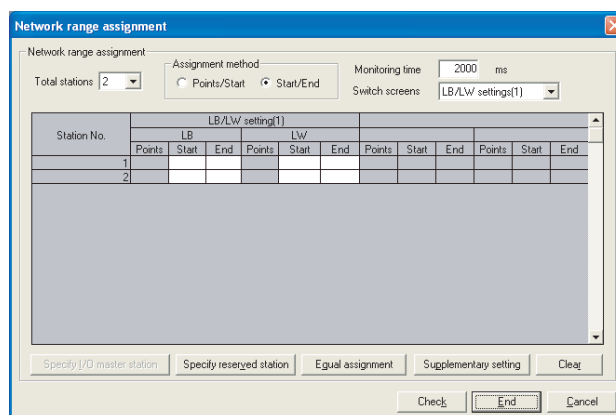 Network range assignment
Network range assignment
Assignment method
Total stations 2
Points/Start Start/End
Monitoring time 2000 ms
Switch screens LB/LW settings(1)
Station No. LB/LW setting(1)
LB LW
Points Start End Points Start End Points Start End Points Start End
1
2
Specify I/O master station Specify reserved station Equal assignment Supplementary setting Clear
Check End Cancel